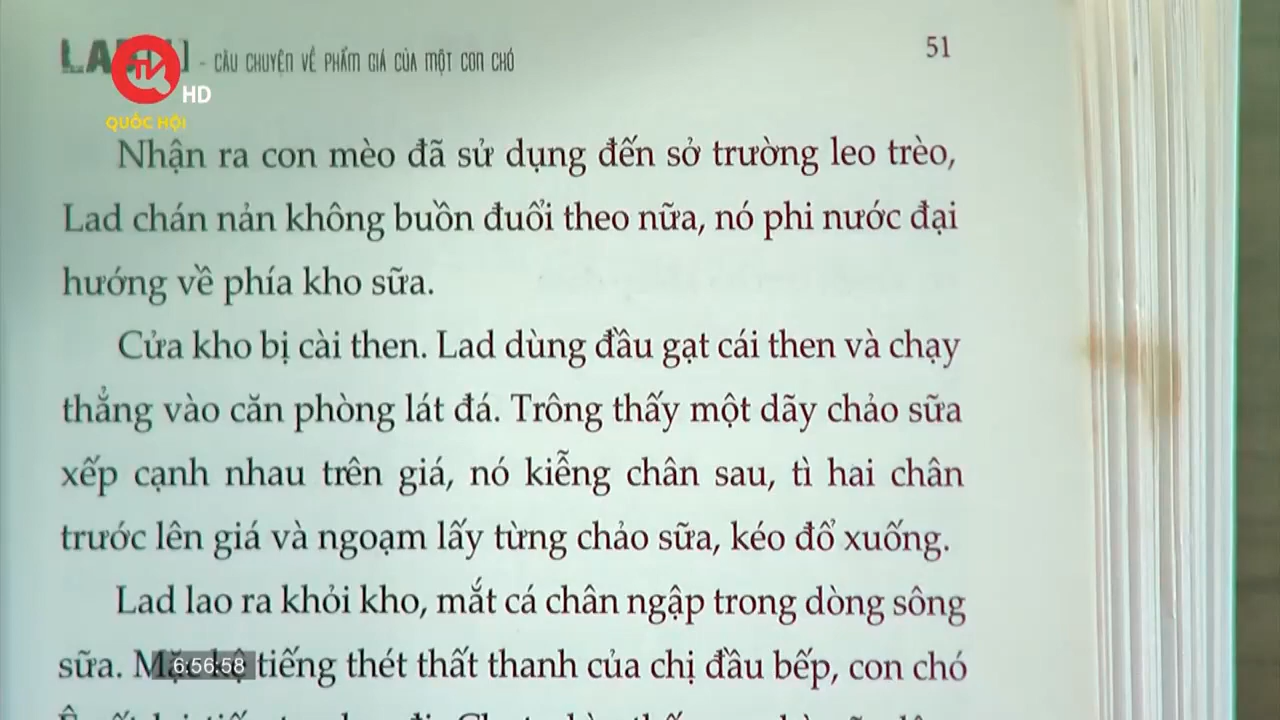 - CÂU CHUYỆN VỀ PHẨM GIÁ CỦA MỘT CON CHÓ
51
TV
HD
QUỐC HỘI
Nhận ra con mèo đã sử dụng đến sở trường leo trèo,
Lad chán nản không buồn đuổi theo nữa, nó phi nước đại
hướng về phía kho sữa.
Cửa kho bị cài then. Lad dùng đầu gạt cái then và chạy
thẳng vào căn phòng lát đá. Trông thấy một dãy chảo sữa
xếp cạnh nhau trên giá, nó kiễng chân sau, tì hai chân
trước lên giá và ngoạm lấy từng chảo sữa, kéo đổ xuống.
Lad lao ra khỏi kho, mắt cá chân ngập trong dòng sông
sữa. tiếng thét thất thanh của chị đầu bếp, con chó
6:56:58